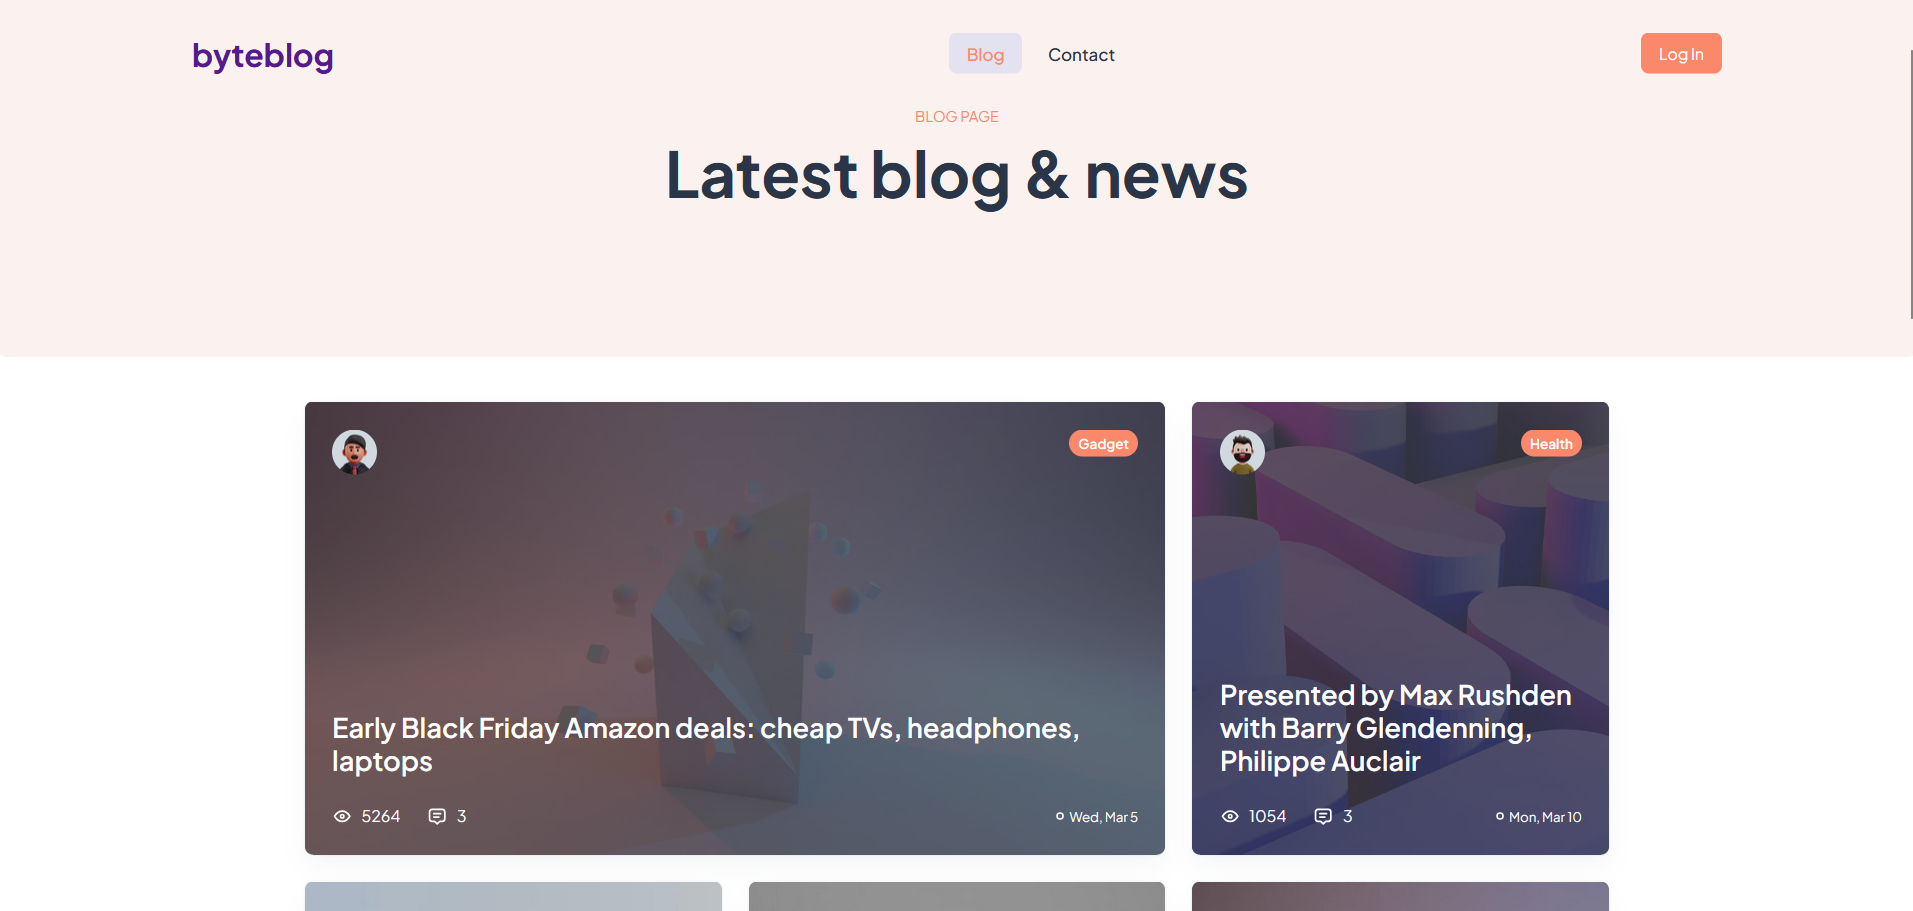 byteblog
Blog
Contact
Log In
BLOG PAGE
Latest blog & news
Gadget
Early Black Friday Amazon deals: cheap TVs, headphones,
laptops
5264
3
Wed, Mar 5
Health
Presented by Max Rushden
with Barry Glendenning,
Philippe Auclair
1054
3
Mon, Mar 10